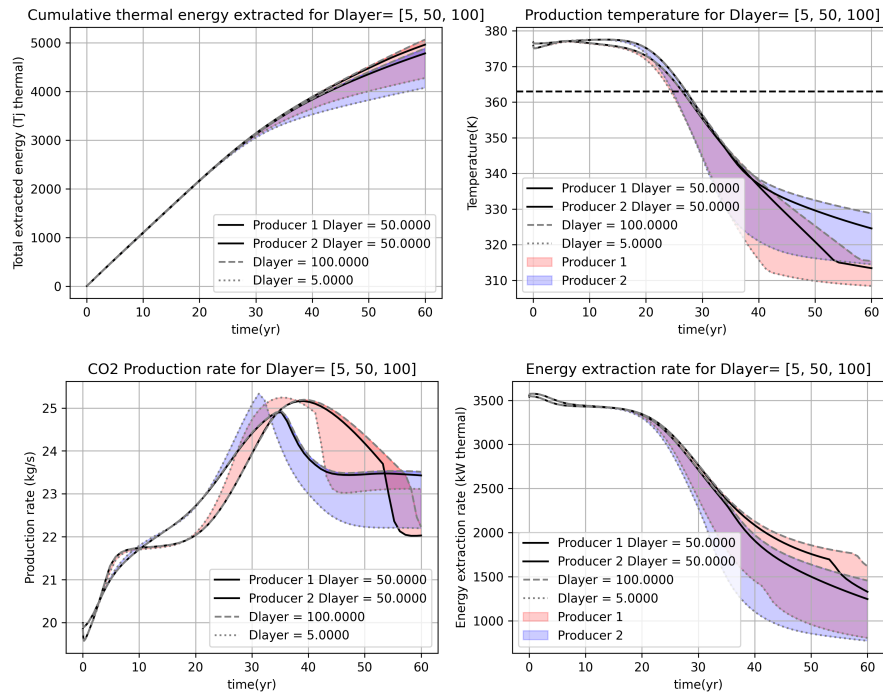 Cumulative thermal energy extracted for Dlayer= [5, 50, 100]
5000
4000
3000
2000
1000
0
Total extracted energy (Tj thermal)
Producer 1 Dlayer = 50.0000
Producer 2 Dlayer = 50.0000
Dlayer = 100.0000
Dlayer = 5.0000
0 10 20 30 40 50 60
time(yr)
Production temperature for Dlayer= [5, 50, 100]
380
370
360
350
340
330
320
310
Temperature(K)
Producer 1 Dlayer = 50.0000
Producer 2 Dlayer = 50.0000
Dlayer = 100.0000
Dlayer = 5.0000
Producer 1
Producer 2
0 10 20 30 40 50 60
time(yr)
CO2 Production rate for Dlayer= [5, 50, 100]
25
24
23
22
21
20
Production rate (kg/s)
Producer 1 Dlayer = 50.0000
Producer 2 Dlayer = 50.0000
Dlayer = 100.0000
Dlayer = 5.0000
0 10 20 30 40 50 60
time(yr)
Energy extraction rate for Dlayer= [5, 50, 100]
3500
3000
2500
2000
1500
1000
Energy extraction rate (kW thermal)
Producer 1 Dlayer = 50.0000
Producer 2 Dlayer = 50.0000
Dlayer = 100.0000
Dlayer = 5.0000
Producer 1
Producer 2
0 10 20 30 40 50 60
time(yr)